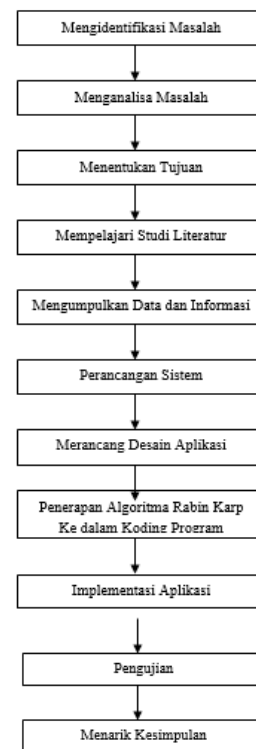 Mengidentifikasi Masalah
Menganalisa Masalah
Menentukan Tujuan
Mempelajari Studi Literatur
Mengumpulkan Data dan Informasi
Perancangan Sistem
Merancang Desain Aplikasi
Penerapan Algoritma Rabin Karp
Ke dalam Koding Program
Implementasi Aplikasi
Pengujian
Menarik Kesimpulan